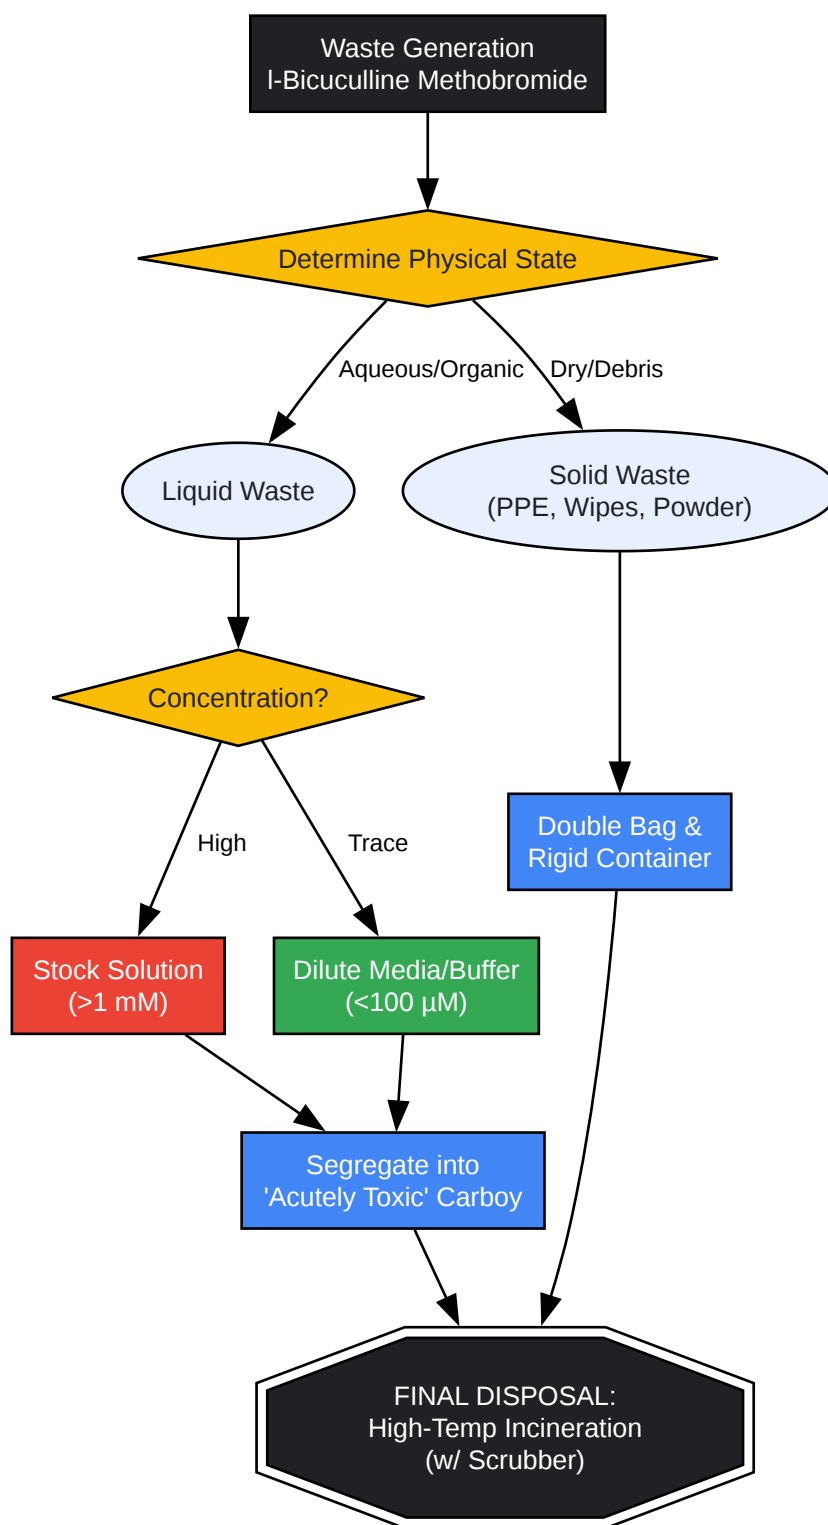 Waste Generation
l-Bicuculline Methobromide
Determine Physical State
Aqueous/Organic
Dry/Debris
Liquid Waste
Solid Waste
(PPE, Wipes, Powder)
Concentration?
Double Bag &
Rigid Container
High
Trace
Stock Solution
(>1 mM)
Dilute Media/Buffer
(<100 µM)
Segregate into
'Acutely Toxic' Carboy
FINAL DISPOSAL:
High-Temp Incineration
(w/ Scrubber)